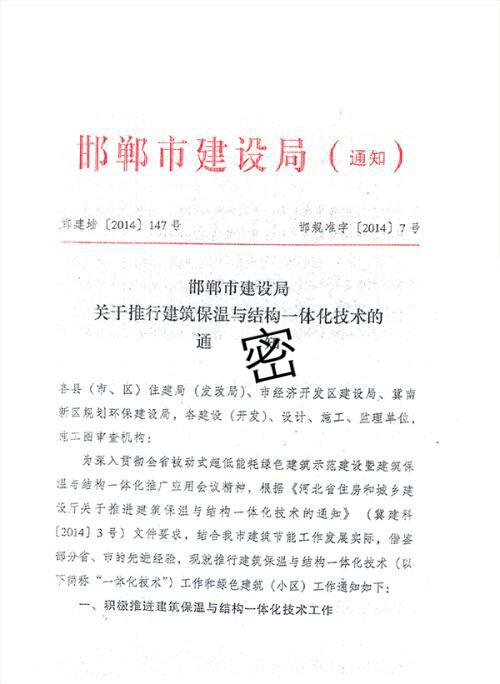 邯郸市建设局（通知）
邯建墙〔2014〕147号 邯规准字〔2014〕7号
邯郸市建设局
关于推行建筑保温与结构一体化技术的
通 知
密
各县（市、区）住建局（发改局）、市经济开发区建设局、冀南
新区规划环保建设局，各建设（开发）、设计、施工、监理单位，
施工图审查机构：
为深入贯彻全省被动式超低能耗绿色建筑示范建设暨建筑保
温与结构一体化推广应用会议精神，根据《河北省住房和城乡建
设厅关于推进建筑保温与结构一体化技术的通知》（冀建科
〔2014〕3号）文件要求，结合我市建筑节能工作发展实际，借鉴
部分省、市的先进经验，现就推行建筑保温与结构一体化技术（以
下简称“一体化技术”）工作和绿色建筑（小区）工作通知如下：
一、积极推进建筑保温与结构一体化技术工作